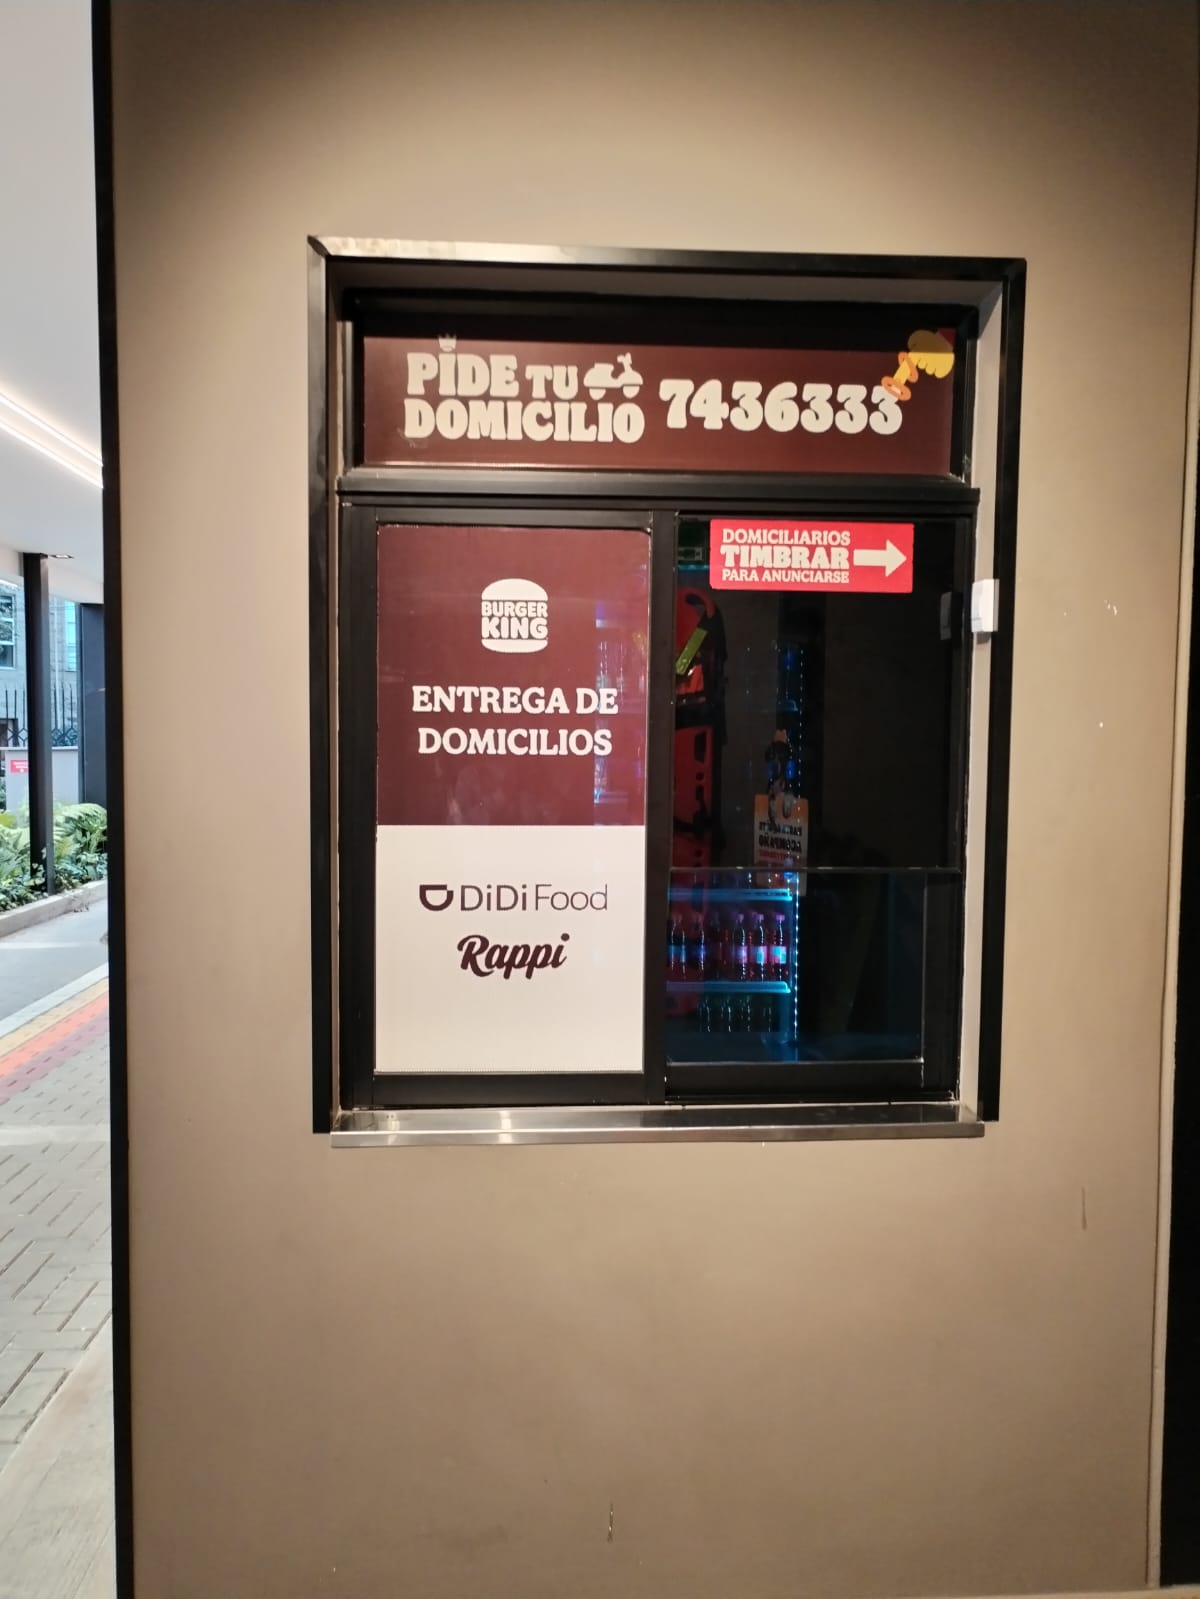 PIDE TU
DOMICILIO
7436333
DOMICILIARIOS
TIMBRAR
PARA ANUNCIARSE
BURGER
KING
ENTREGA DE
DOMICILIOS
DiDi Food
Rappi